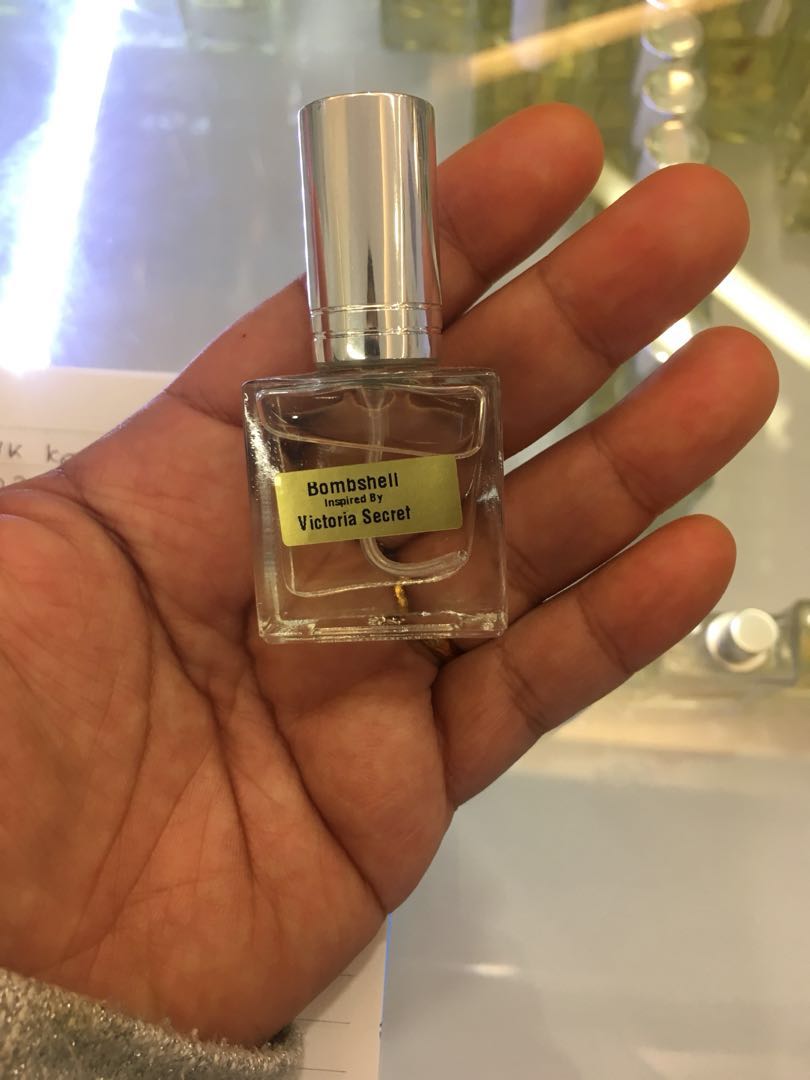 Bombshell
Inspired By
Victoria Secret